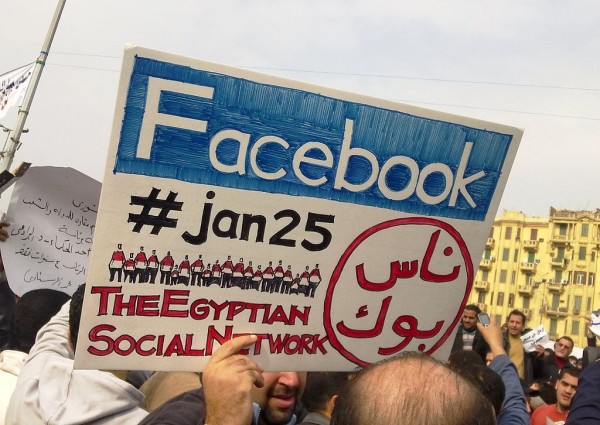 Facebook
#jan25
THE EGYPTIAN
SOCIAL NETWORK
ناس
بوك